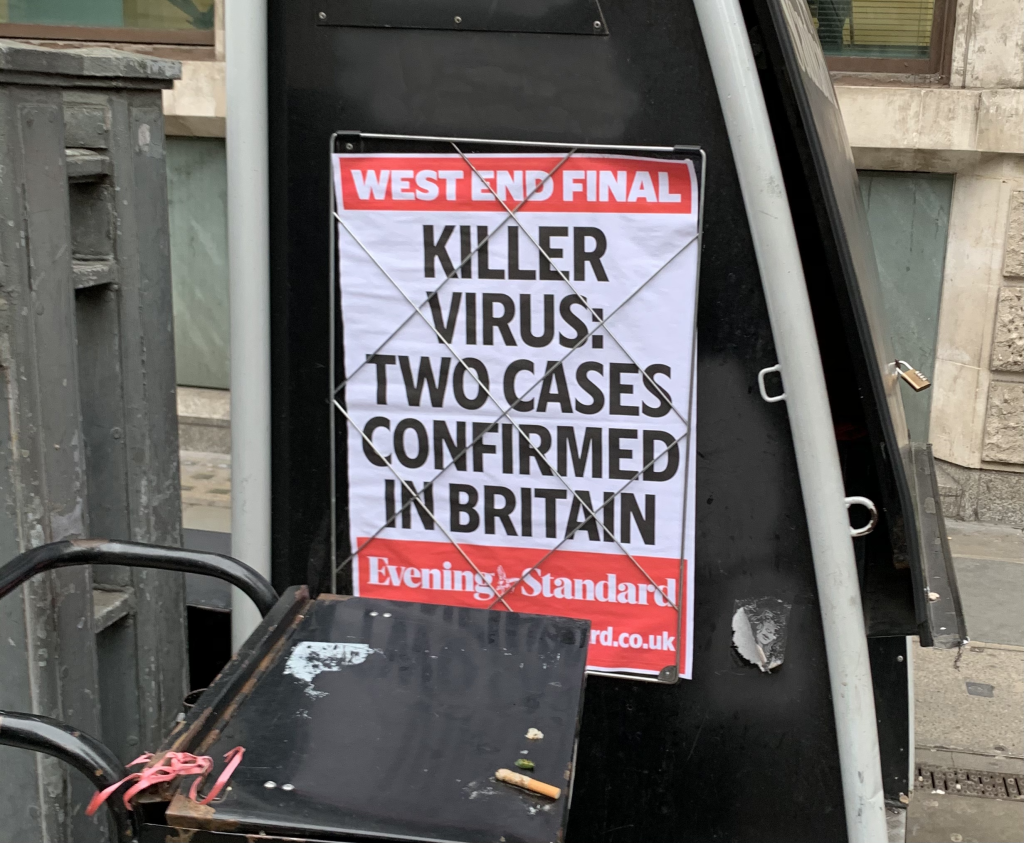 WEST END FINAL
KILLER
VIRUS:
TWO CASES
CONFIRMED
IN BRITAIN
Evening Standard
rd.co.uk